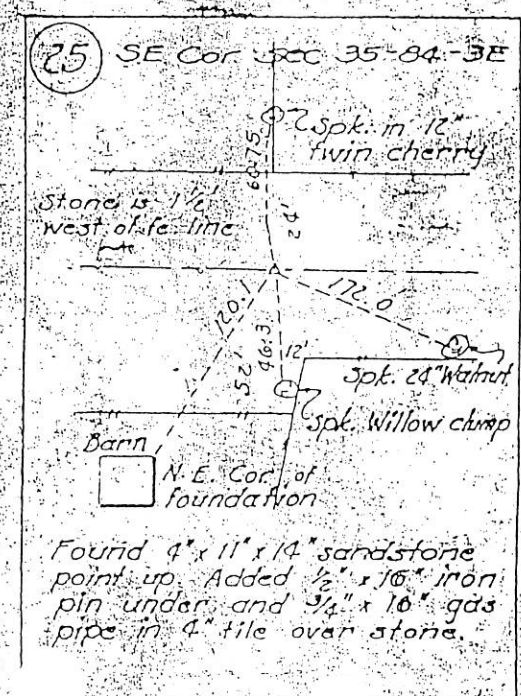 25 SE Cor Sec 35-84-3E
Spk. in 12"
twin cherry
60.75'
24'
Stone is 1½'
west of fe. line
120.1'
172.0'
52'
46.3
12'
Spk. 24" Walnut
Spk. Willow clump
Barn
N.E. Cor. of
foundation
Found 4" x 11" x 14" sandstone
point up. Added ½" x 16" iron
pin under and ¾" x 16" gas
pipe in 4" tile over stone.